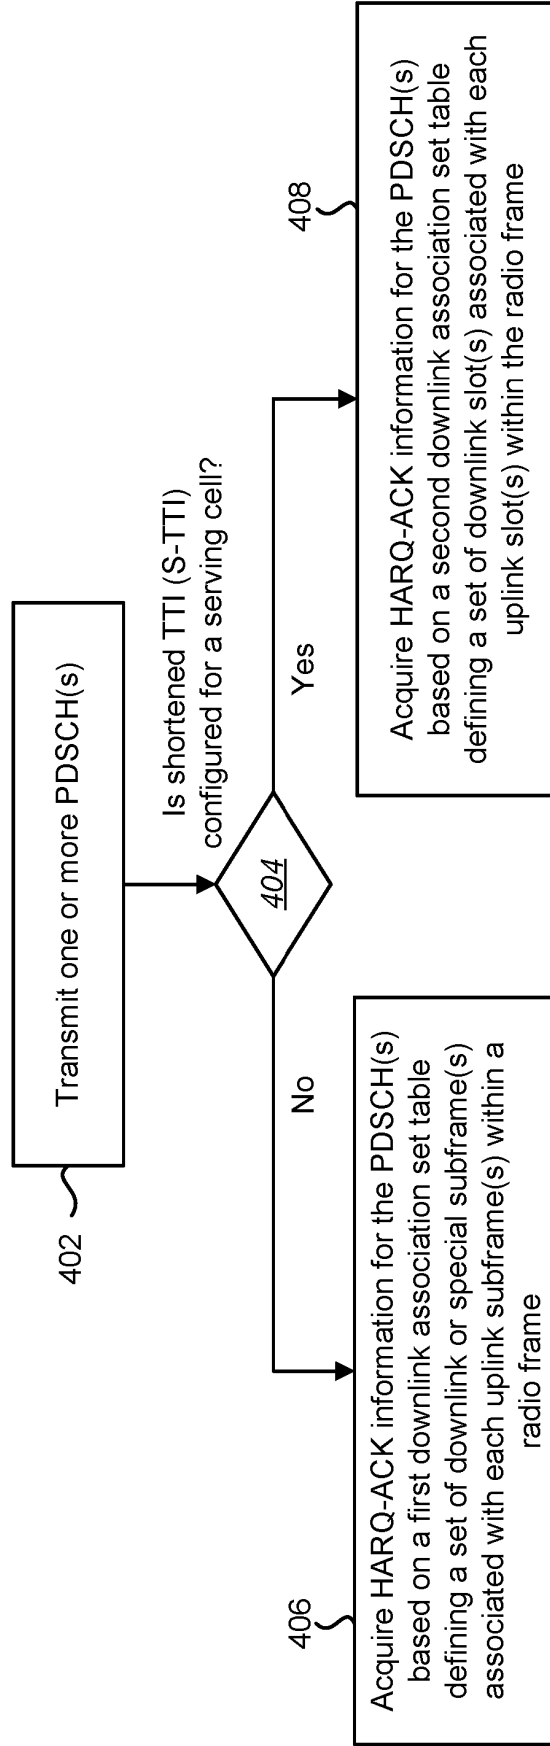 402
Transmit one or more PDSCH(s)
Is shortened TTI (S-TTI)
configured for a serving cell?
404
No
Yes
406
Acquire HARQ-ACK information for the PDSCH(s)
based on a first downlink association set table
defining a set of downlink or special subframe(s)
associated with each uplink subframe(s) within a
radio frame
408
Acquire HARQ-ACK information for the PDSCH(s)
based on a second downlink association set table
defining a set of downlink slot(s) associated with each
uplink slot(s) within the radio frame